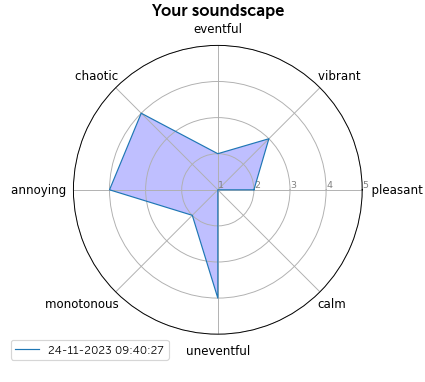 Your soundscape
eventful
chaotic
vibrant
annoying
1 2 3 4 5
pleasant
monotonous
calm
24-11-2023 09:40:27
uneventful